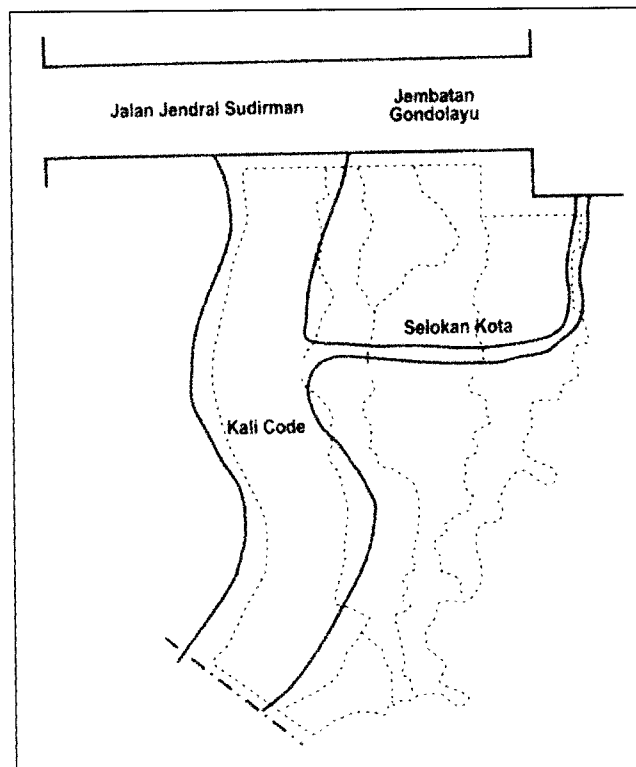 Jalan Jendral Sudirman
Jembatan
Gondolayu
Selokan Kota
Kali Code